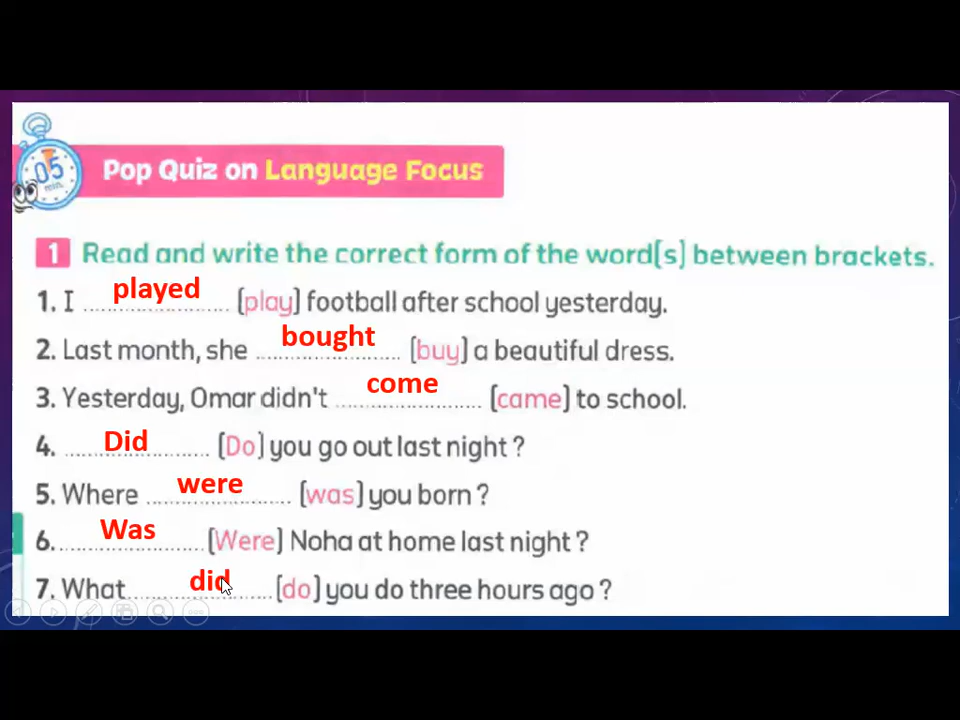 05
min.
Pop Quiz on Language Focus
1 Read and write the correct form of the word(s) between brackets.
1. I played (play) football after school yesterday.
2. Last month, she bought (buy) a beautiful dress.
3. Yesterday, Omar didn't come (came) to school.
4. Did (Do) you go out last night ?
5. Where were (was) you born ?
6. Was (Were) Noha at home last night ?
7. What did (do) you do three hours ago ?